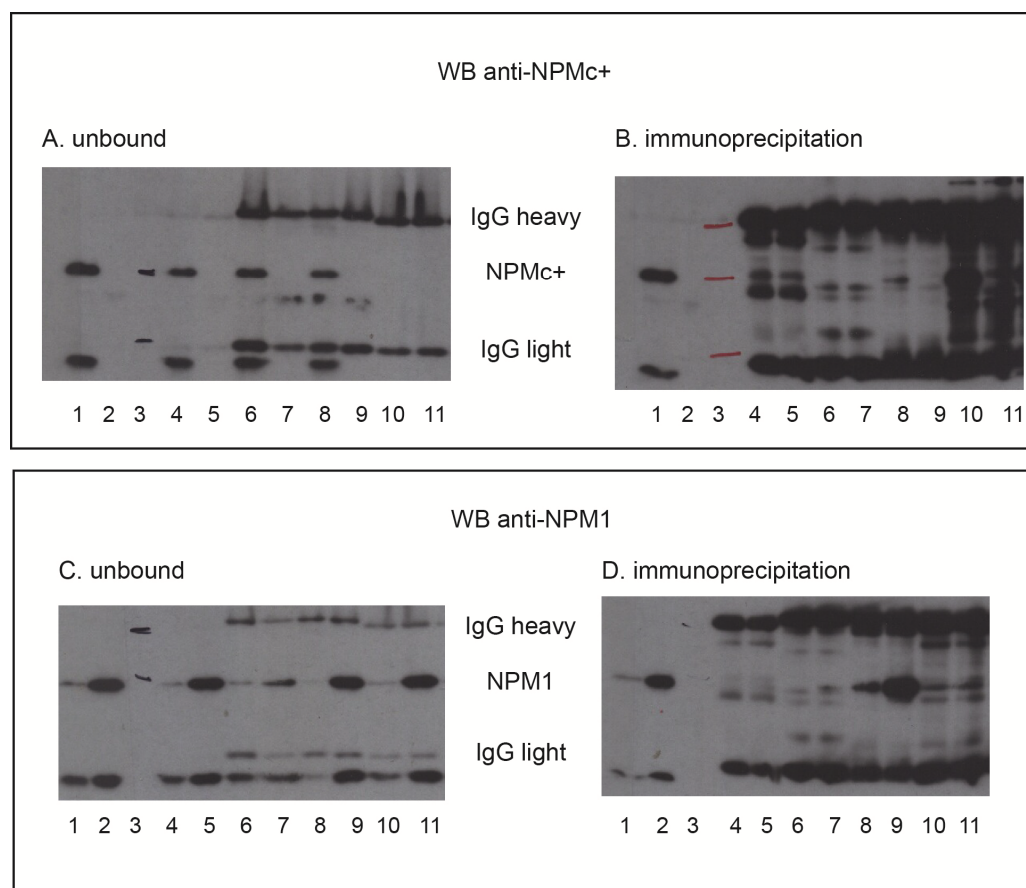 WB anti-NPMc+
A. unbound
B. immunoprecipitation
IgG heavy
NPMc+
IgG light
1 2 3 4 5 6 7 8 9 10 11
1 2 3 4 5 6 7 8 9 10 11
WB anti-NPM1
C. unbound
D. immunoprecipitation
IgG heavy
NPM1
IgG light
1 2 3 4 5 6 7 8 9 10 11
1 2 3 4 5 6 7 8 9 10 11